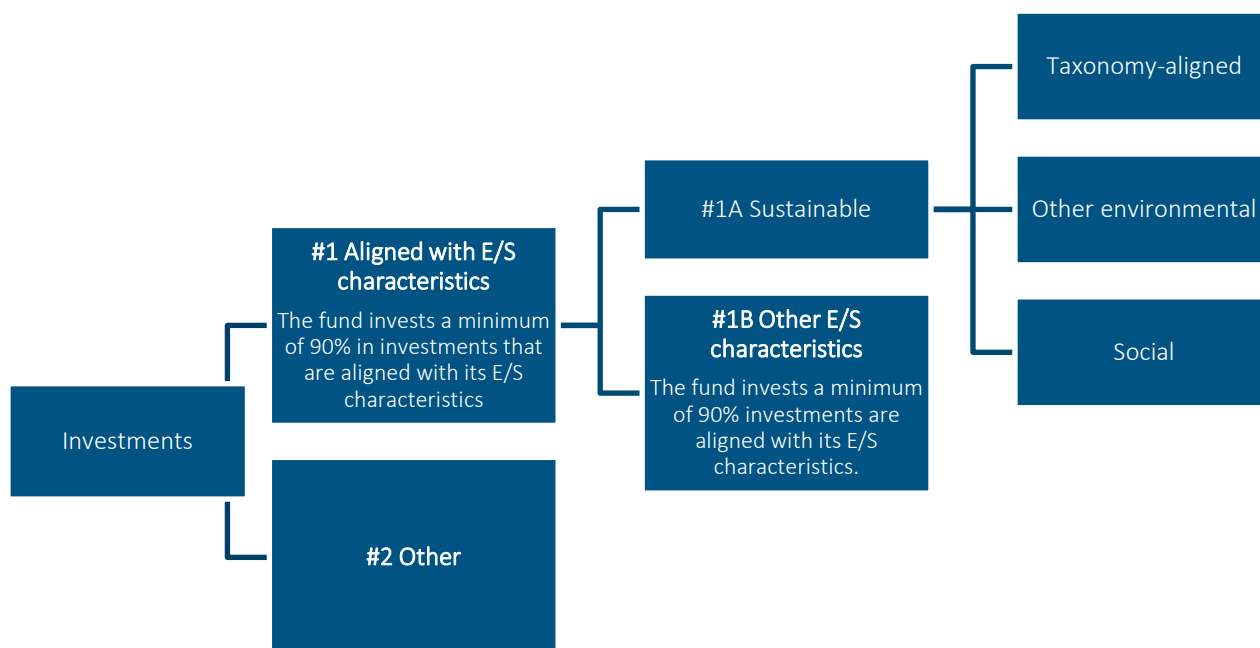 Investments
#1 Aligned with E/S
characteristics
The fund invests a minimum
of 90% in investments that
are aligned with its E/S
characteristics
#2 Other
#1A Sustainable
#1B Other E/S
characteristics
The fund invests a minimum
of 90% investments are
aligned with its E/S
characteristics.
Taxonomy-aligned
Other environmental
Social